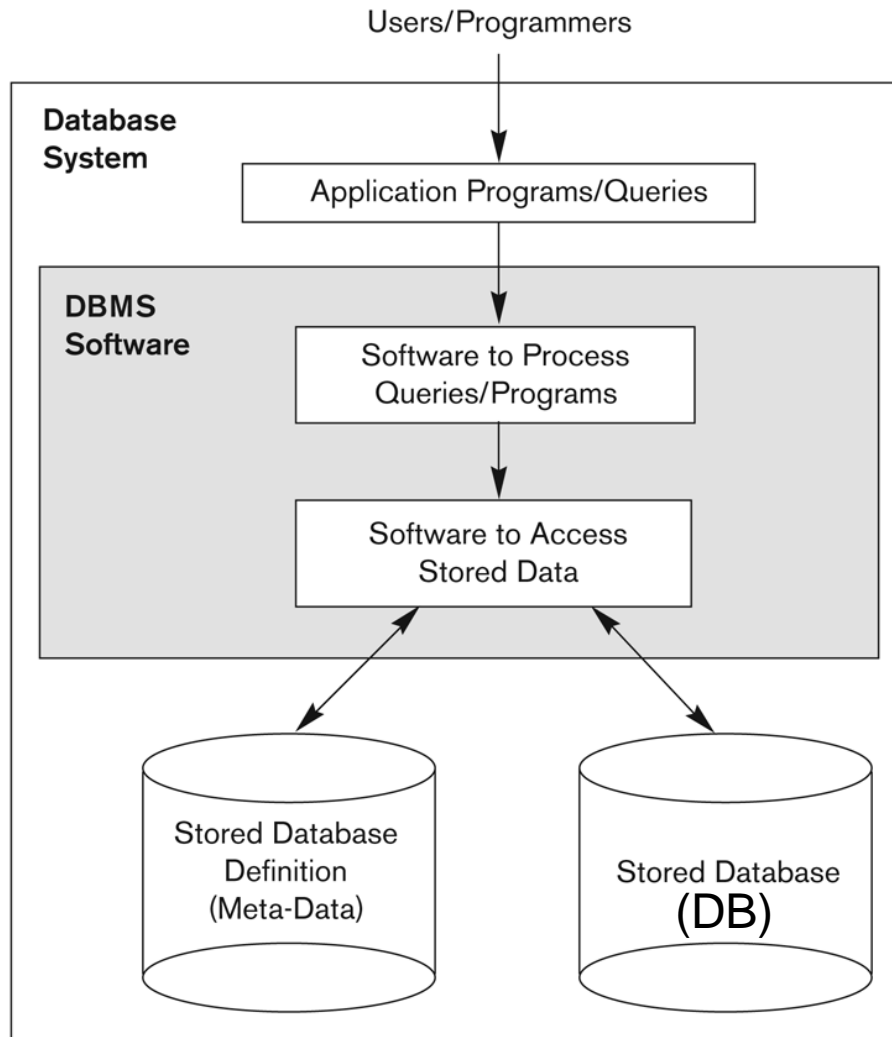 Users/Programmers
Database
System
Application Programs/Queries
DBMS
Software
Software to Process
Queries/Programs
Software to Access
Stored Data
Stored Database
Definition
(Meta-Data)
Stored Database
(DB)